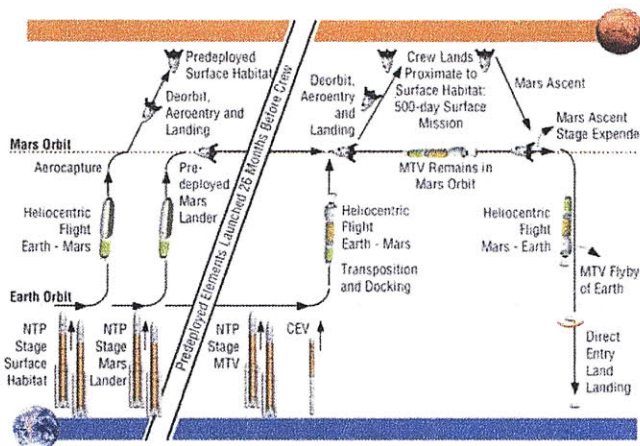 Predeployed
Surface Habitat
Deorbit,
Aeroentry and
Landing
Mars Orbit
Aerocapture
Pre-
deployed
Mars
Lander
Heliocentric
Flight
Earth - Mars
Earth Orbit
NTP
Stage
Surface
Habitat
NTP
Stage
Mars
Lander
Predeployed Elements Launched 26 Months Before Crew
Deorbit,
Aeroentry
and
Landing
Crew Lands
Proximate to
Surface Habitat:
500-day Surface
Mission
Mars Ascent
Mars Ascent
Stage Expende
MTV Remains in
Mars Orbit
Heliocentric
Flight
Earth - Mars
Transposition
and Docking
NTP
Stage
MTV
CEV
Heliocentric
Flight
Mars - Earth
MTV Flyby
of Earth
Direct
Entry
Land
Landing